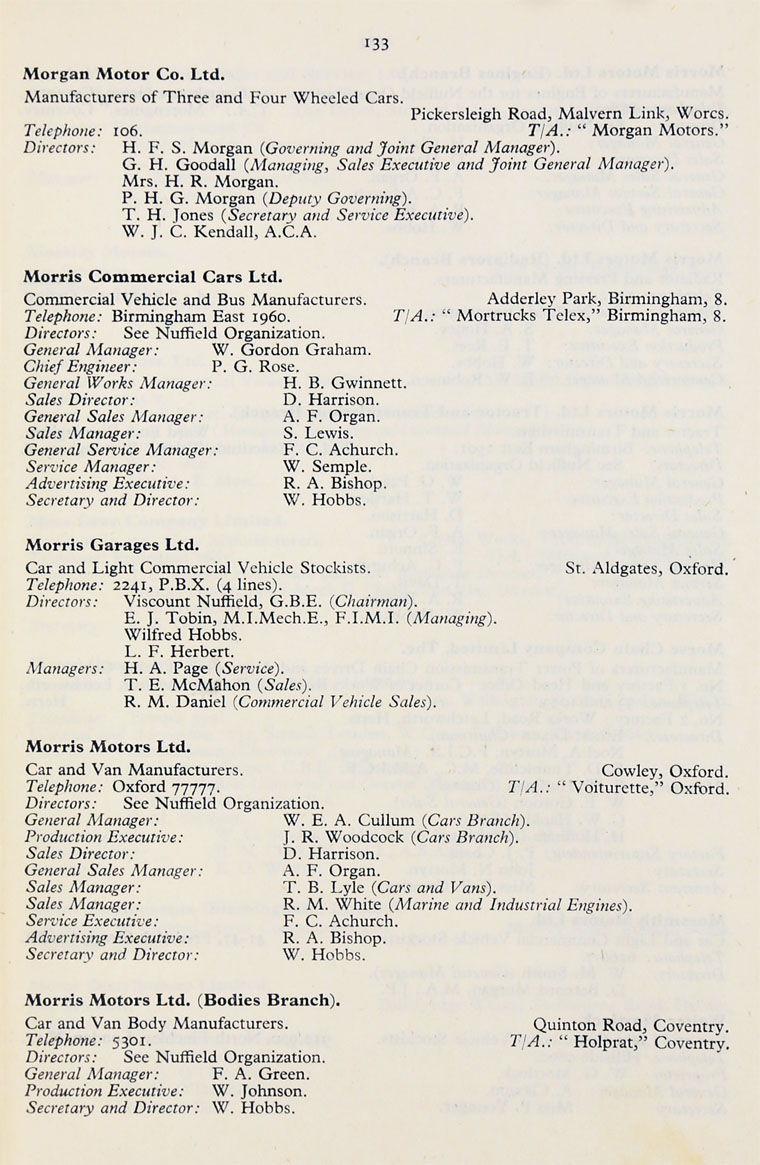 133
Morgan Motor Co. Ltd.
Manufacturers of Three and Four Wheeled Cars.
Pickersleigh Road, Malvern Link, Worcs.
Telephone: 106. T/A.: “ Morgan Motors.”
Directors: H. F. S. Morgan (Governing and Joint General Manager).
G. H. Goodall (Managing, Sales Executive and Joint General Manager).
Mrs. H. R. Morgan.
P. H. G. Morgan (Deputy Governing).
T. H. Jones (Secretary and Service Executive).
W. J. C. Kendall, A.C.A.
Morris Commercial Cars Ltd.
Commercial Vehicle and Bus Manufacturers. Adderley Park, Birmingham, 8.
Telephone: Birmingham East 1960. T/A.: “ Mortrucks Telex,” Birmingham, 8.
Directors: See Nuffield Organization.
General Manager: W. Gordon Graham.
Chief Engineer: P. G. Rose.
General Works Manager: H. B. Gwinnett.
Sales Director: D. Harrison.
General Sales Manager: A. F. Organ.
Sales Manager: S. Lewis.
General Service Manager: F. C. Achurch.
Service Manager: W. Semple.
Advertising Executive: R. A. Bishop.
Secretary and Director: W. Hobbs.
Morris Garages Ltd.
Car and Light Commercial Vehicle Stockists. St. Aldgates, Oxford.
Telephone: 2241, P.B.X. (4 lines).
Directors: Viscount Nuffield, G.B.E. (Chairman).
E. J. Tobin, M.I.Mech.E., F.I.M.I. (Managing).
Wilfred Hobbs.
L. F. Herbert.
Managers: H. A. Page (Service).
T. E. McMahon (Sales).
R. M. Daniel (Commercial Vehicle Sales).
Morris Motors Ltd.
Car and Van Manufacturers. Cowley, Oxford.
Telephone: Oxford 77777. T/A.: “ Voiturette,” Oxford.
Directors: See Nuffield Organization.
General Manager: W. E. A. Cullum (Cars Branch).
Production Executive: J. R. Woodcock (Cars Branch).
Sales Director: D. Harrison.
General Sales Manager: A. F. Organ.
Sales Manager: T. B. Lyle (Cars and Vans).
Sales Manager: R. M. White (Marine and Industrial Engines).
Service Executive: F. C. Achurch.
Advertising Executive: R. A. Bishop.
Secretary and Director: W. Hobbs.
Morris Motors Ltd. (Bodies Branch).
Car and Van Body Manufacturers. Quinton Road, Coventry.
Telephone: 5301. T/A.: “ Holprat,” Coventry.
Directors: See Nuffield Organization.
General Manager: F. A. Green.
Production Executive: W. Johnson.
Secretary and Director: W. Hobbs.